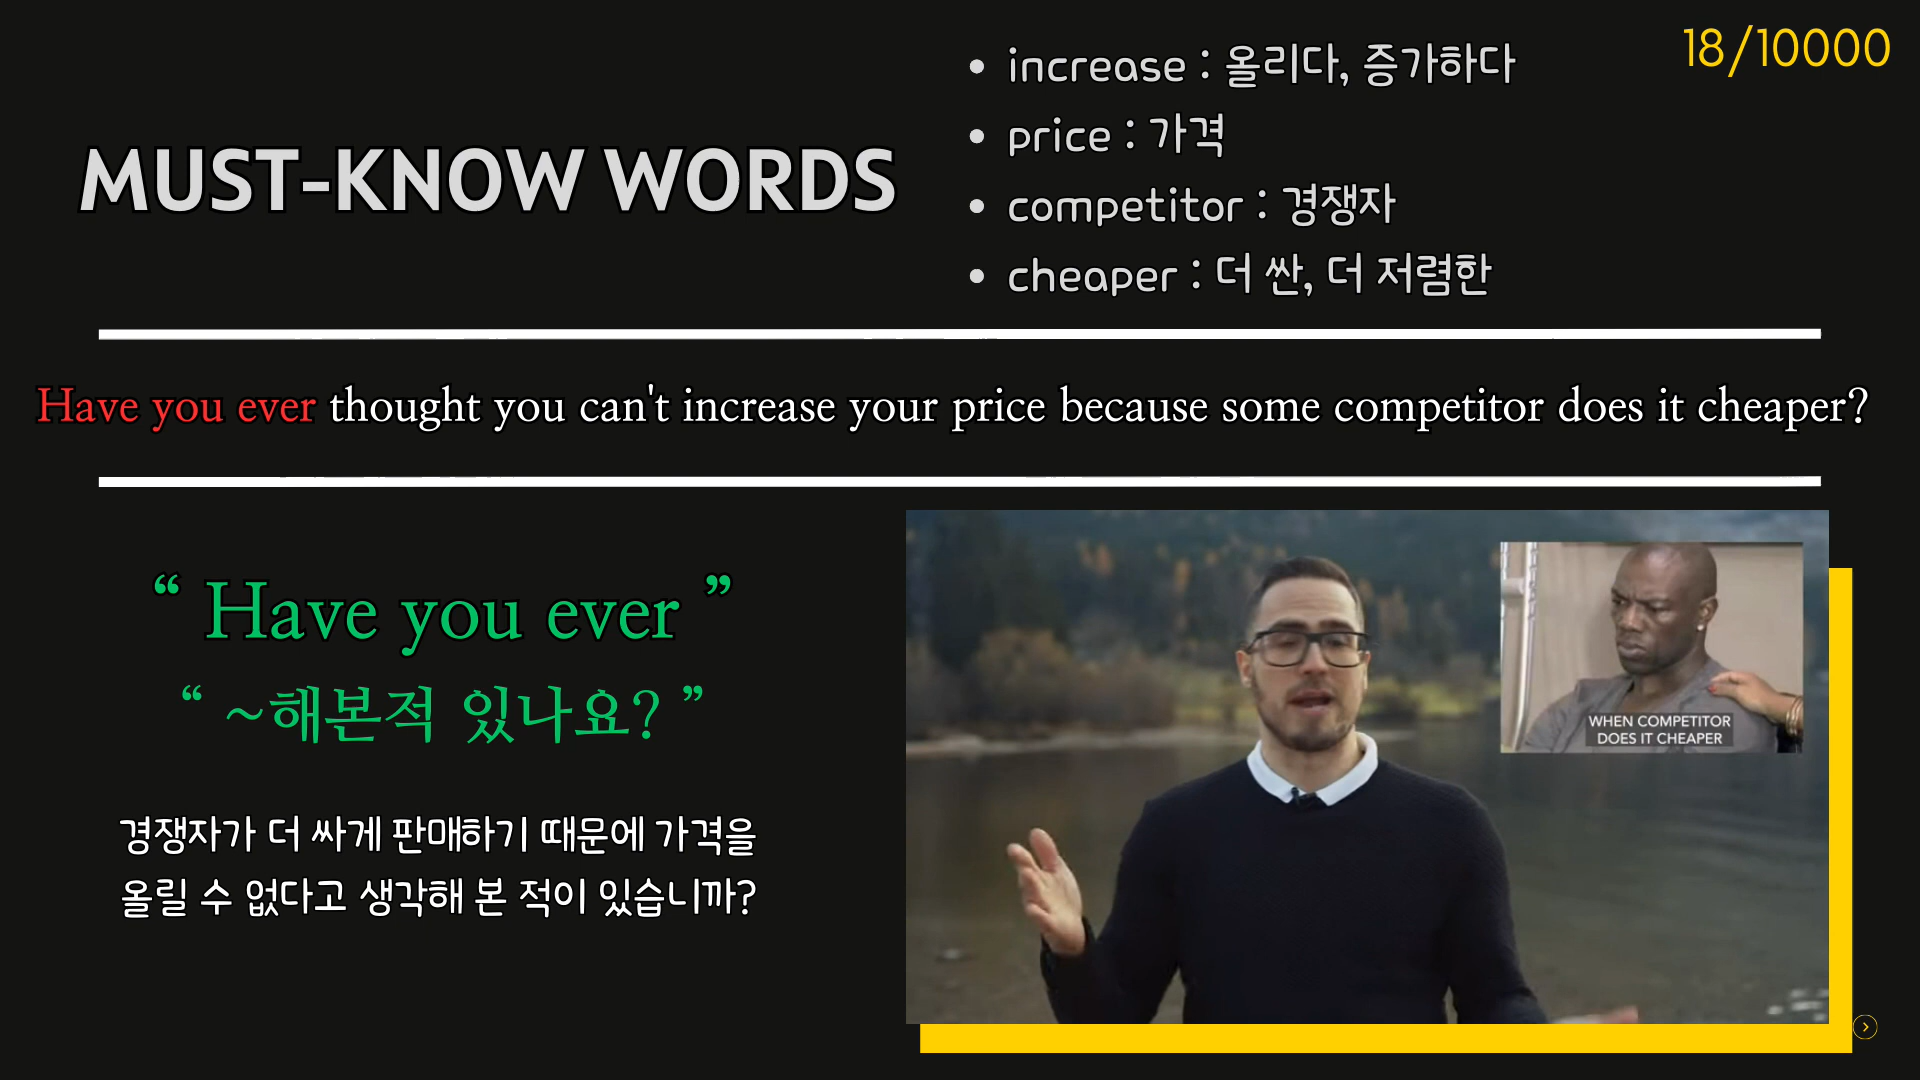 18/10000
MUST-KNOW WORDS
• increase : 올리다, 증가하다
• price : 가격
• competitor : 경쟁자
• cheaper : 더 싼, 더 저렴한
Have you ever thought you can't increase your price because some competitor does it cheaper?
“ Have you ever ”
“ ~해본적 있나요? ”
경쟁자가 더 싸게 판매하기 때문에 가격을
올릴 수 없다고 생각해 본 적이 있습니까?
WHEN COMPETITOR
DOES IT CHEAPER